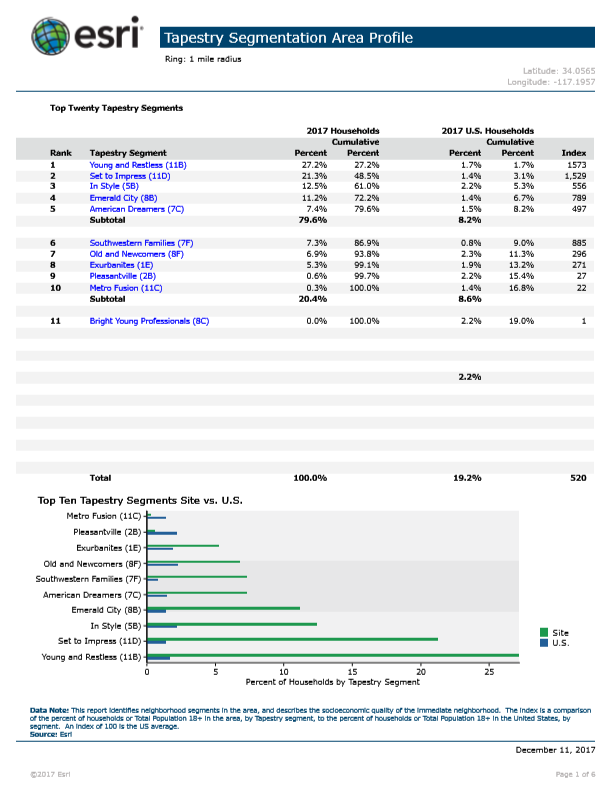 esri
Tapestry Segmentation Area Profile
Ring: 1 mile radius
Latitude: 34.0565
Longitude: -117.1957
Top Twenty Tapestry Segments
2017 Households 2017 U.S. Households
Cumulative Cumulative
Rank Tapestry Segment Percent Percent Percent Percent Index
1 Young and Restless (11B) 27.2% 27.2% 1.7% 1.7% 1573
2 Set to Impress (11D) 21.3% 48.5% 1.4% 3.1% 1,529
3 In Style (5B) 12.5% 61.0% 2.2% 5.3% 556
4 Emerald City (8B) 11.2% 72.2% 1.4% 6.7% 789
5 American Dreamers (7C) 7.4% 79.6% 1.5% 8.2% 497
Subtotal 79.6% 8.2%
6 Southwestern Families (7F) 7.3% 86.9% 0.8% 9.0% 885
7 Old and Newcomers (8F) 6.9% 93.8% 2.3% 11.3% 296
8 Exurbanites (1E) 5.3% 99.1% 1.9% 13.2% 271
9 Pleasantville (2B) 0.6% 99.7% 2.2% 15.4% 27
10 Metro Fusion (11C) 0.3% 100.0% 1.4% 16.8% 22
Subtotal 20.4% 8.6%
11 Bright Young Professionals (8C) 0.0% 100.0% 2.2% 19.0% 1
2.2%
Total 100.0% 19.2% 520
Top Ten Tapestry Segments Site vs. U.S.
Metro Fusion (11C)
Pleasantville (2B)
Exurbanites (1E)
Old and Newcomers (8F)
Southwestern Families (7F)
American Dreamers (7C)
Emerald City (8B)
In Style (5B)
Set to Impress (11D)
Young and Restless (11B)
0 5 10 15 20 25
Percent of Households by Tapestry Segment
Site
U.S.
Data Note: This report identifies neighborhood segments in the area, and describes the socioeconomic quality of the immediate neighborhood. The index is a comparison
of the percent of households or Total Population 18+ in the area, by Tapestry segment, to the percent of households or Total Population 18+ in the United States, by
segment. An index of 100 is the US average.
Source: Esri
December 11, 2017
©2017 Esri Page 1 of 6